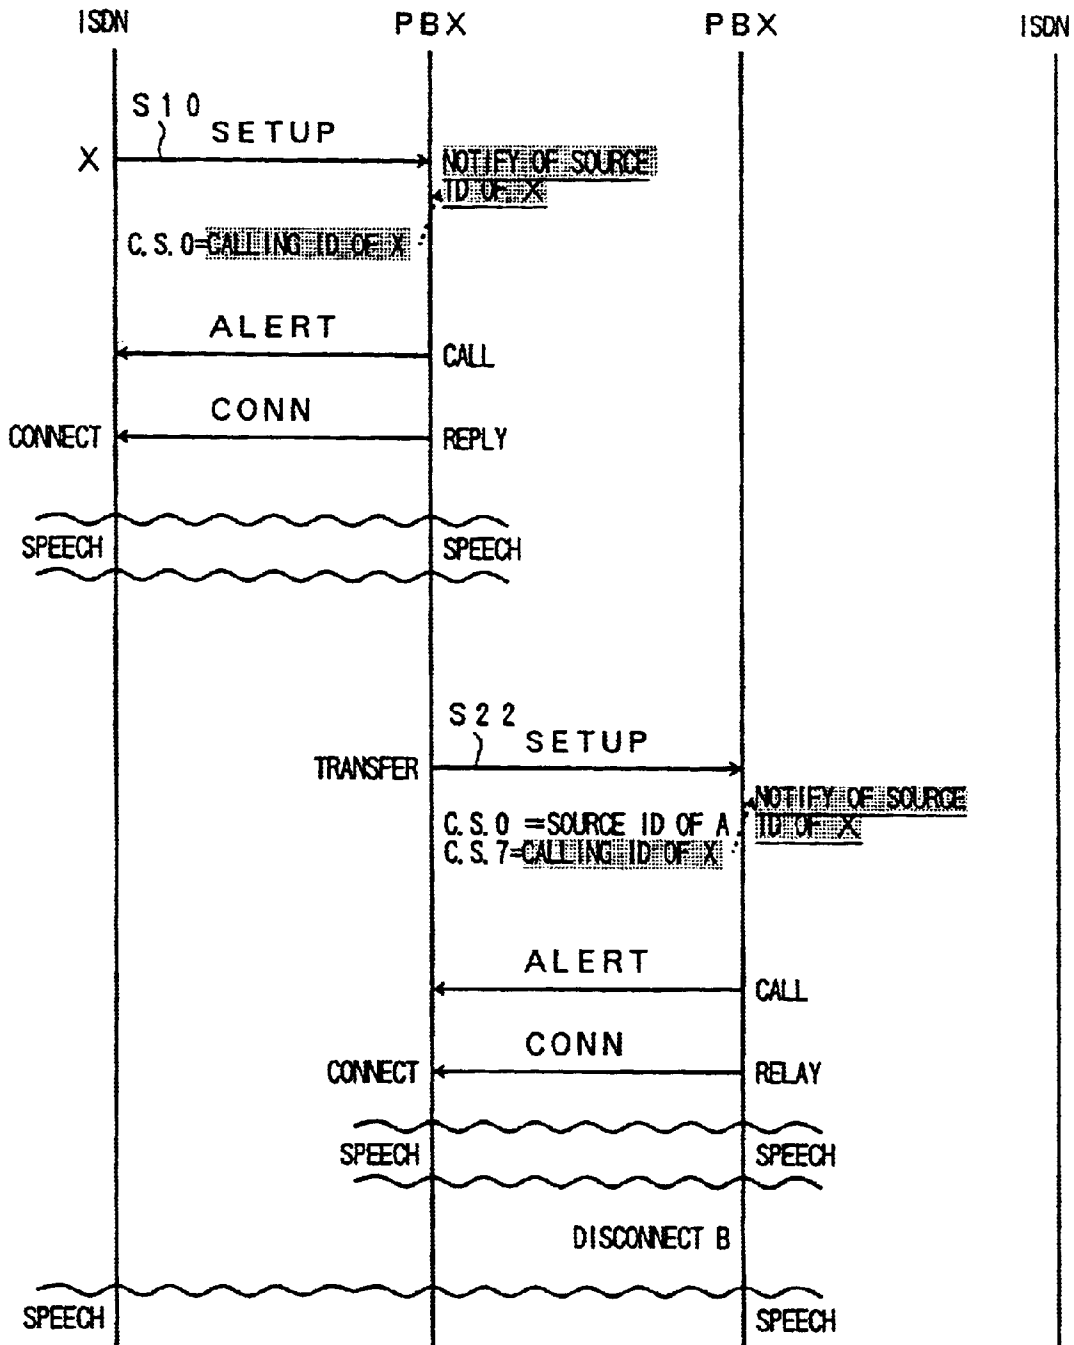 ISDN PBX PBX ISDN
S10
SETUP
X
NOTIFY OF SOURCE
ID OF X
C.S.0=CALLING ID OF X
ALERT
CALL
CONN
CONNECT
REPLY
SPEECH SPEECH
S22
SETUP
TRANSFER
NOTIFY OF SOURCE
ID OF X
C.S.0 =SOURCE ID OF A
C.S.7=CALLING ID OF X
ALERT
CALL
CONN
CONNECT
RELAY
SPEECH SPEECH
DISCONNECT B
SPEECH SPEECH